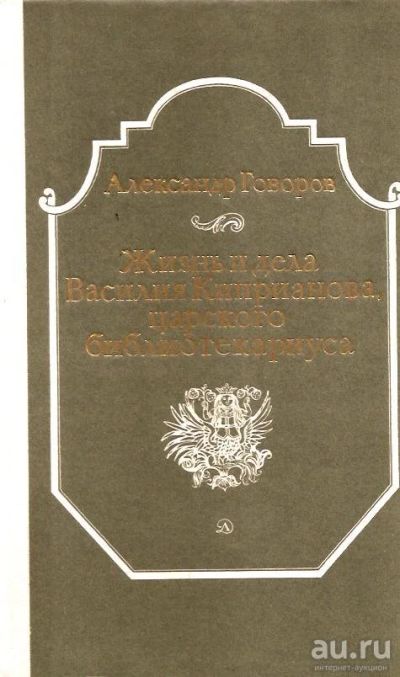 Александр Говоров
Жизнь и дела
Василия Киприанова,
царского
библиотекариуса
Д
au.ru
интернет-аукцион